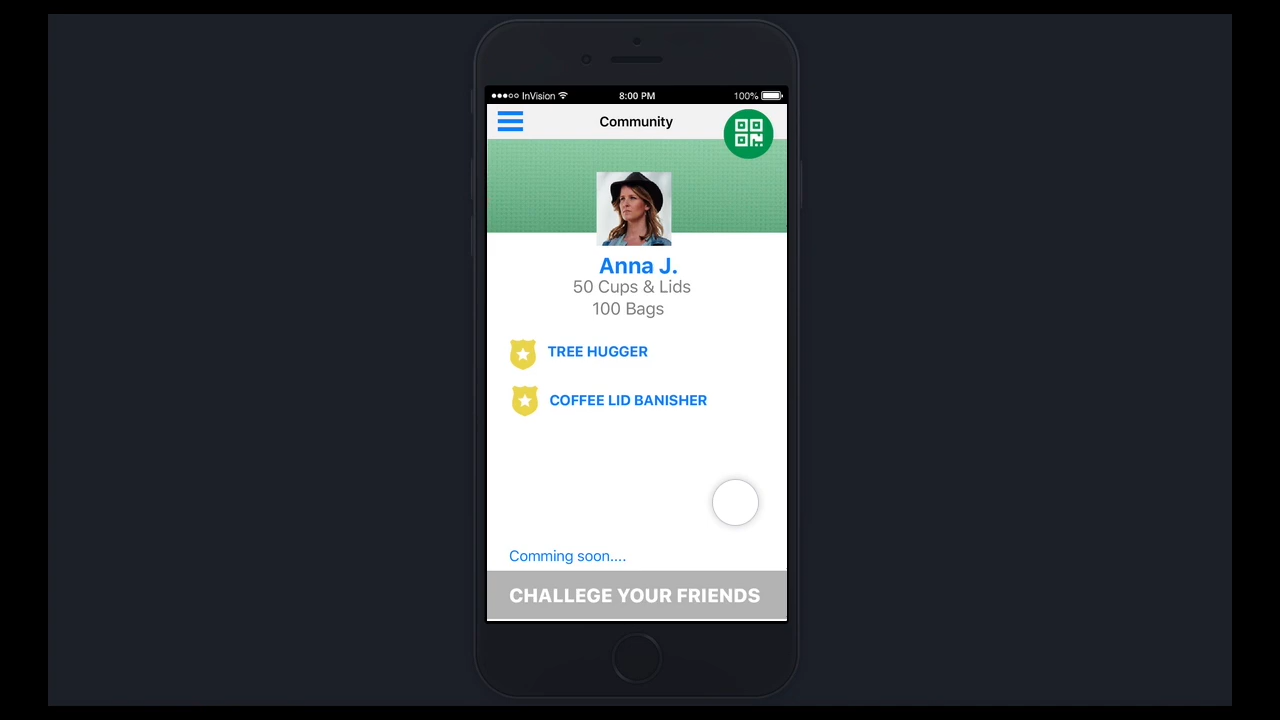 InVision 8:00 PM 100%
Community
Anna J.
50 Cups & Lids
100 Bags
TREE HUGGER
COFFEE LID BANISHER
Comming soon....
CHALLEGE YOUR FRIENDS